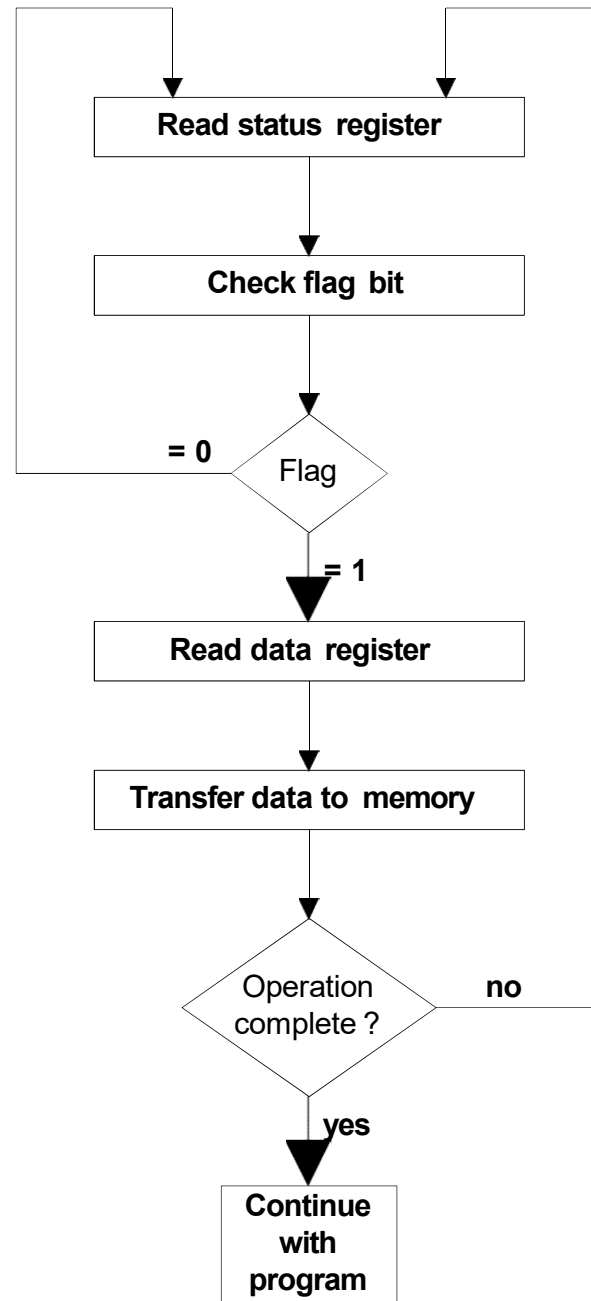 Read status register
Check flag bit
= 0
Flag
= 1
Read data register
Transfer data to memory
Operation
complete ?
no
yes
Continue
with
program